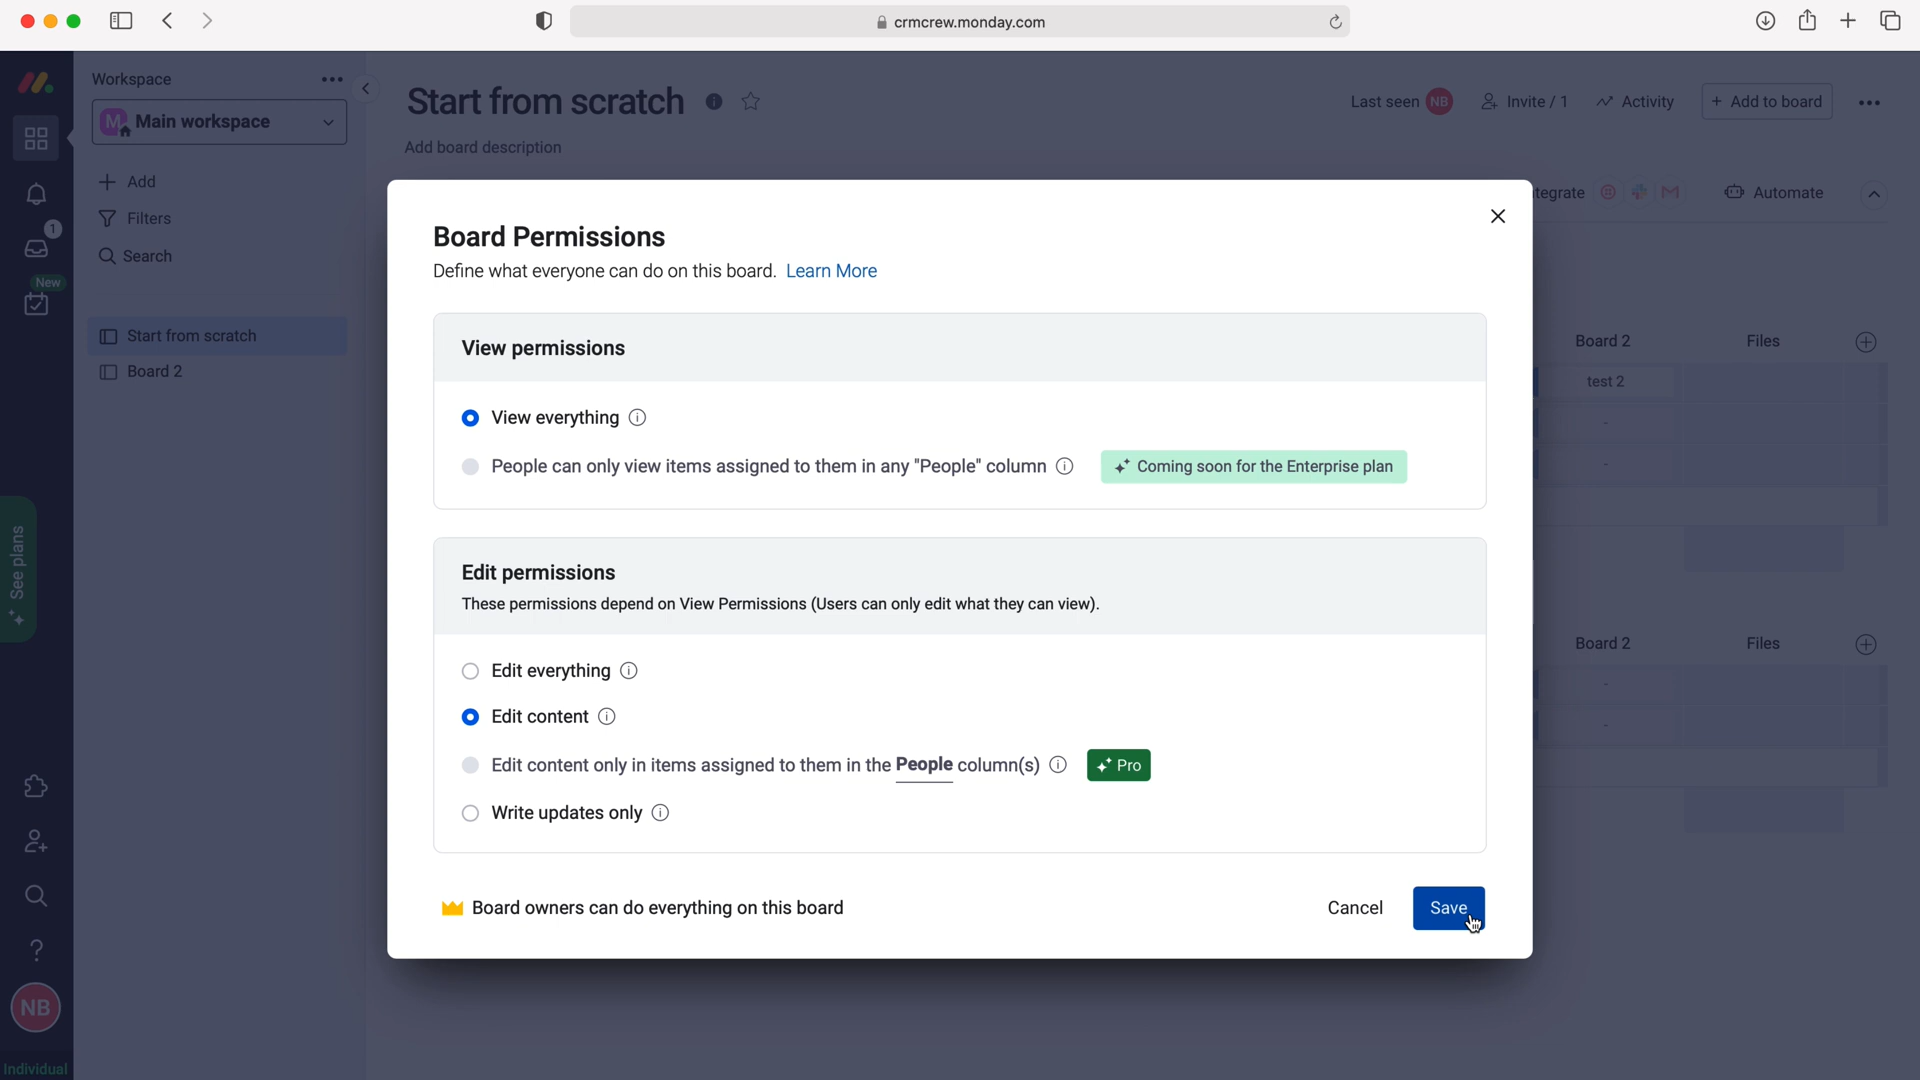 crmcrew.monday.com
Workspace
M Main workspace
Add
Filters
Search
1
New
Start from scratch
Board 2
See plans
NB
Individual
Start from scratch
Add board description
Last seen NB
Invite / 1
Activity
+ Add to board
tegrate
Automate
Board 2 Files
test 2
-
-
Board 2 Files
-
-
Board Permissions
Define what everyone can do on this board. Learn More
View permissions
View everything
People can only view items assigned to them in any "People" column
Coming soon for the Enterprise plan
Edit permissions
These permissions depend on View Permissions (Users can only edit what they can view).
Edit everything
Edit content
Edit content only in items assigned to them in the People column(s)
Pro
Write updates only
Board owners can do everything on this board
Cancel
Save